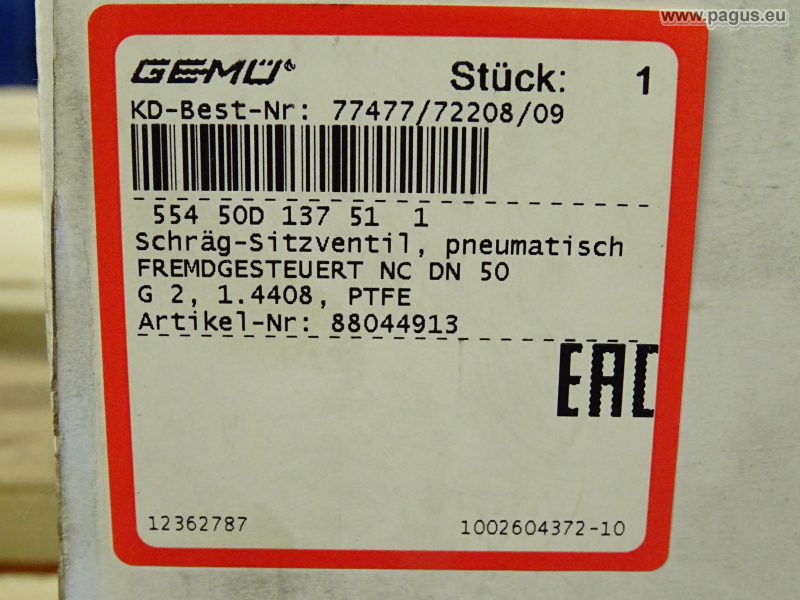 www.pagus.eu
GEMÜ Stück: 1
KD-Best-Nr: 77477/72208/09
554 50D 137 51 1
Schräg-Sitzventil, pneumatisch
FREMDGESTEUERT NC DN 50
G 2, 1.4408, PTFE
Artikel-Nr: 88044913
EAC
12362787 1002604372-10